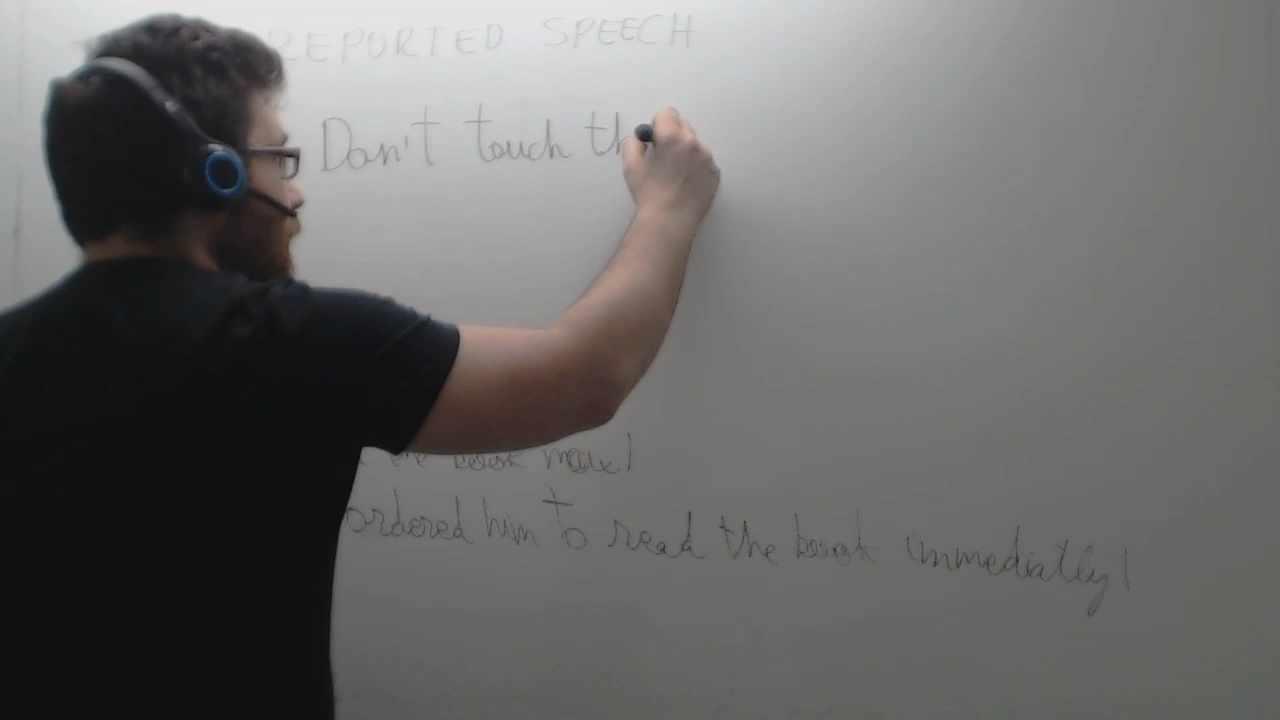 REPORTED SPEECH
Don't touch th
the book now!
ordered him to read the book immediatly!